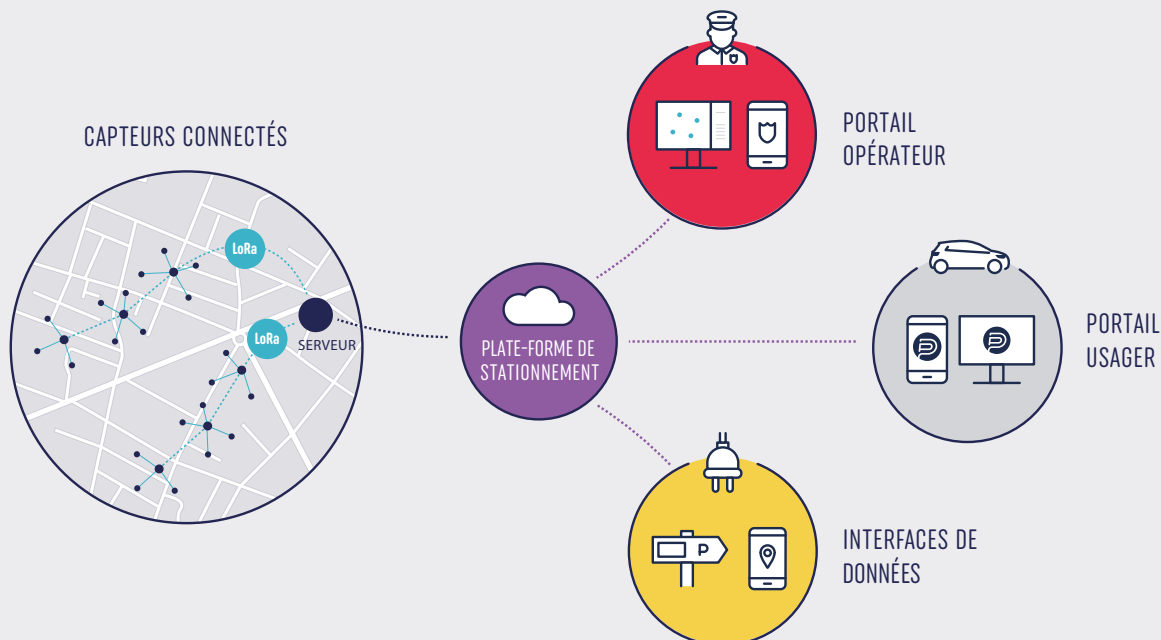 CAPTEURS CONNECTÉS
LoRa
LoRa
SERVEUR
PLATE-FORME DE
STATIONNEMENT
PORTAIL
OPÉRATEUR
PORTAIL
USAGER
P
INTERFACES DE
DONNÉES